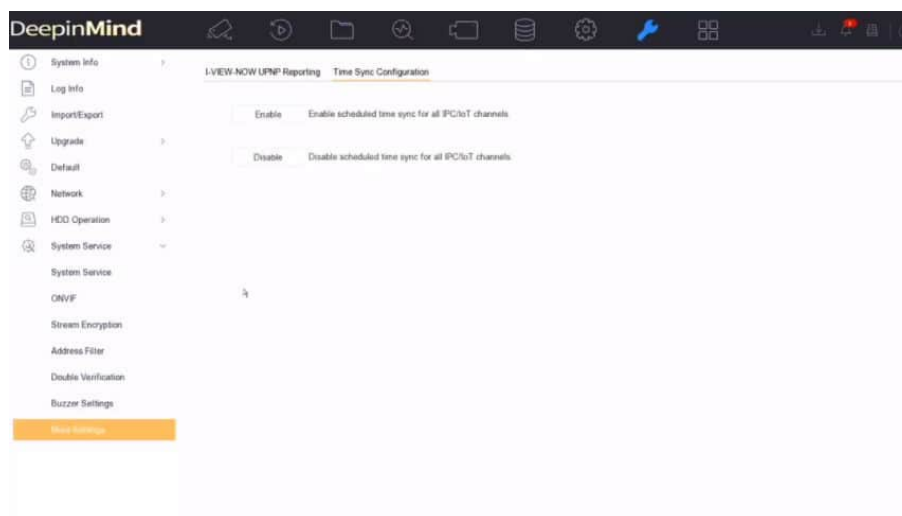 DeepinMind
System Info
Log Info
Import/Export
Upgrade
Default
Network
HDD Operation
System Service
System Service
ONVIF
Stream Encryption
Address Filter
Double Verification
Buzzer Settings
More Settings
I-VIEW-NOW UPNP Reporting Time Sync Configuration
Enable Enable scheduled time sync for all IPC/IoT channels
Disable Disable scheduled time sync for all IPC/IoT channels